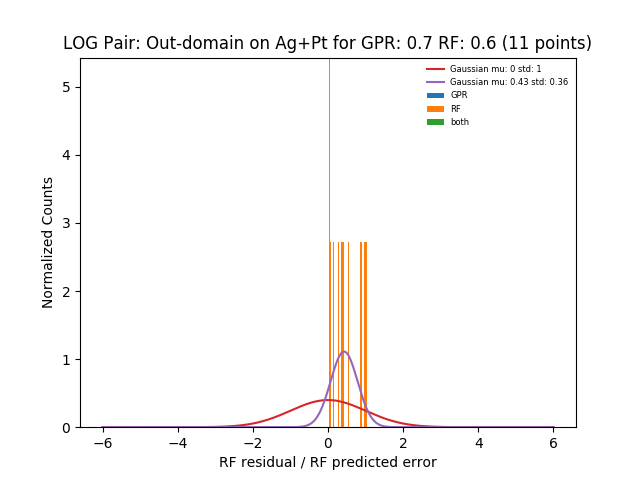 LOG Pair: Out-domain on Ag+Pt for GPR: 0.7 RF: 0.6 (11 points)
Gaussian mu: 0 std: 1
Gaussian mu: 0.43 std: 0.36
GPR
RF
both
Normalized Counts
5
4
3
2
1
0
−6 −4 −2 0 2 4 6
RF residual / RF predicted error